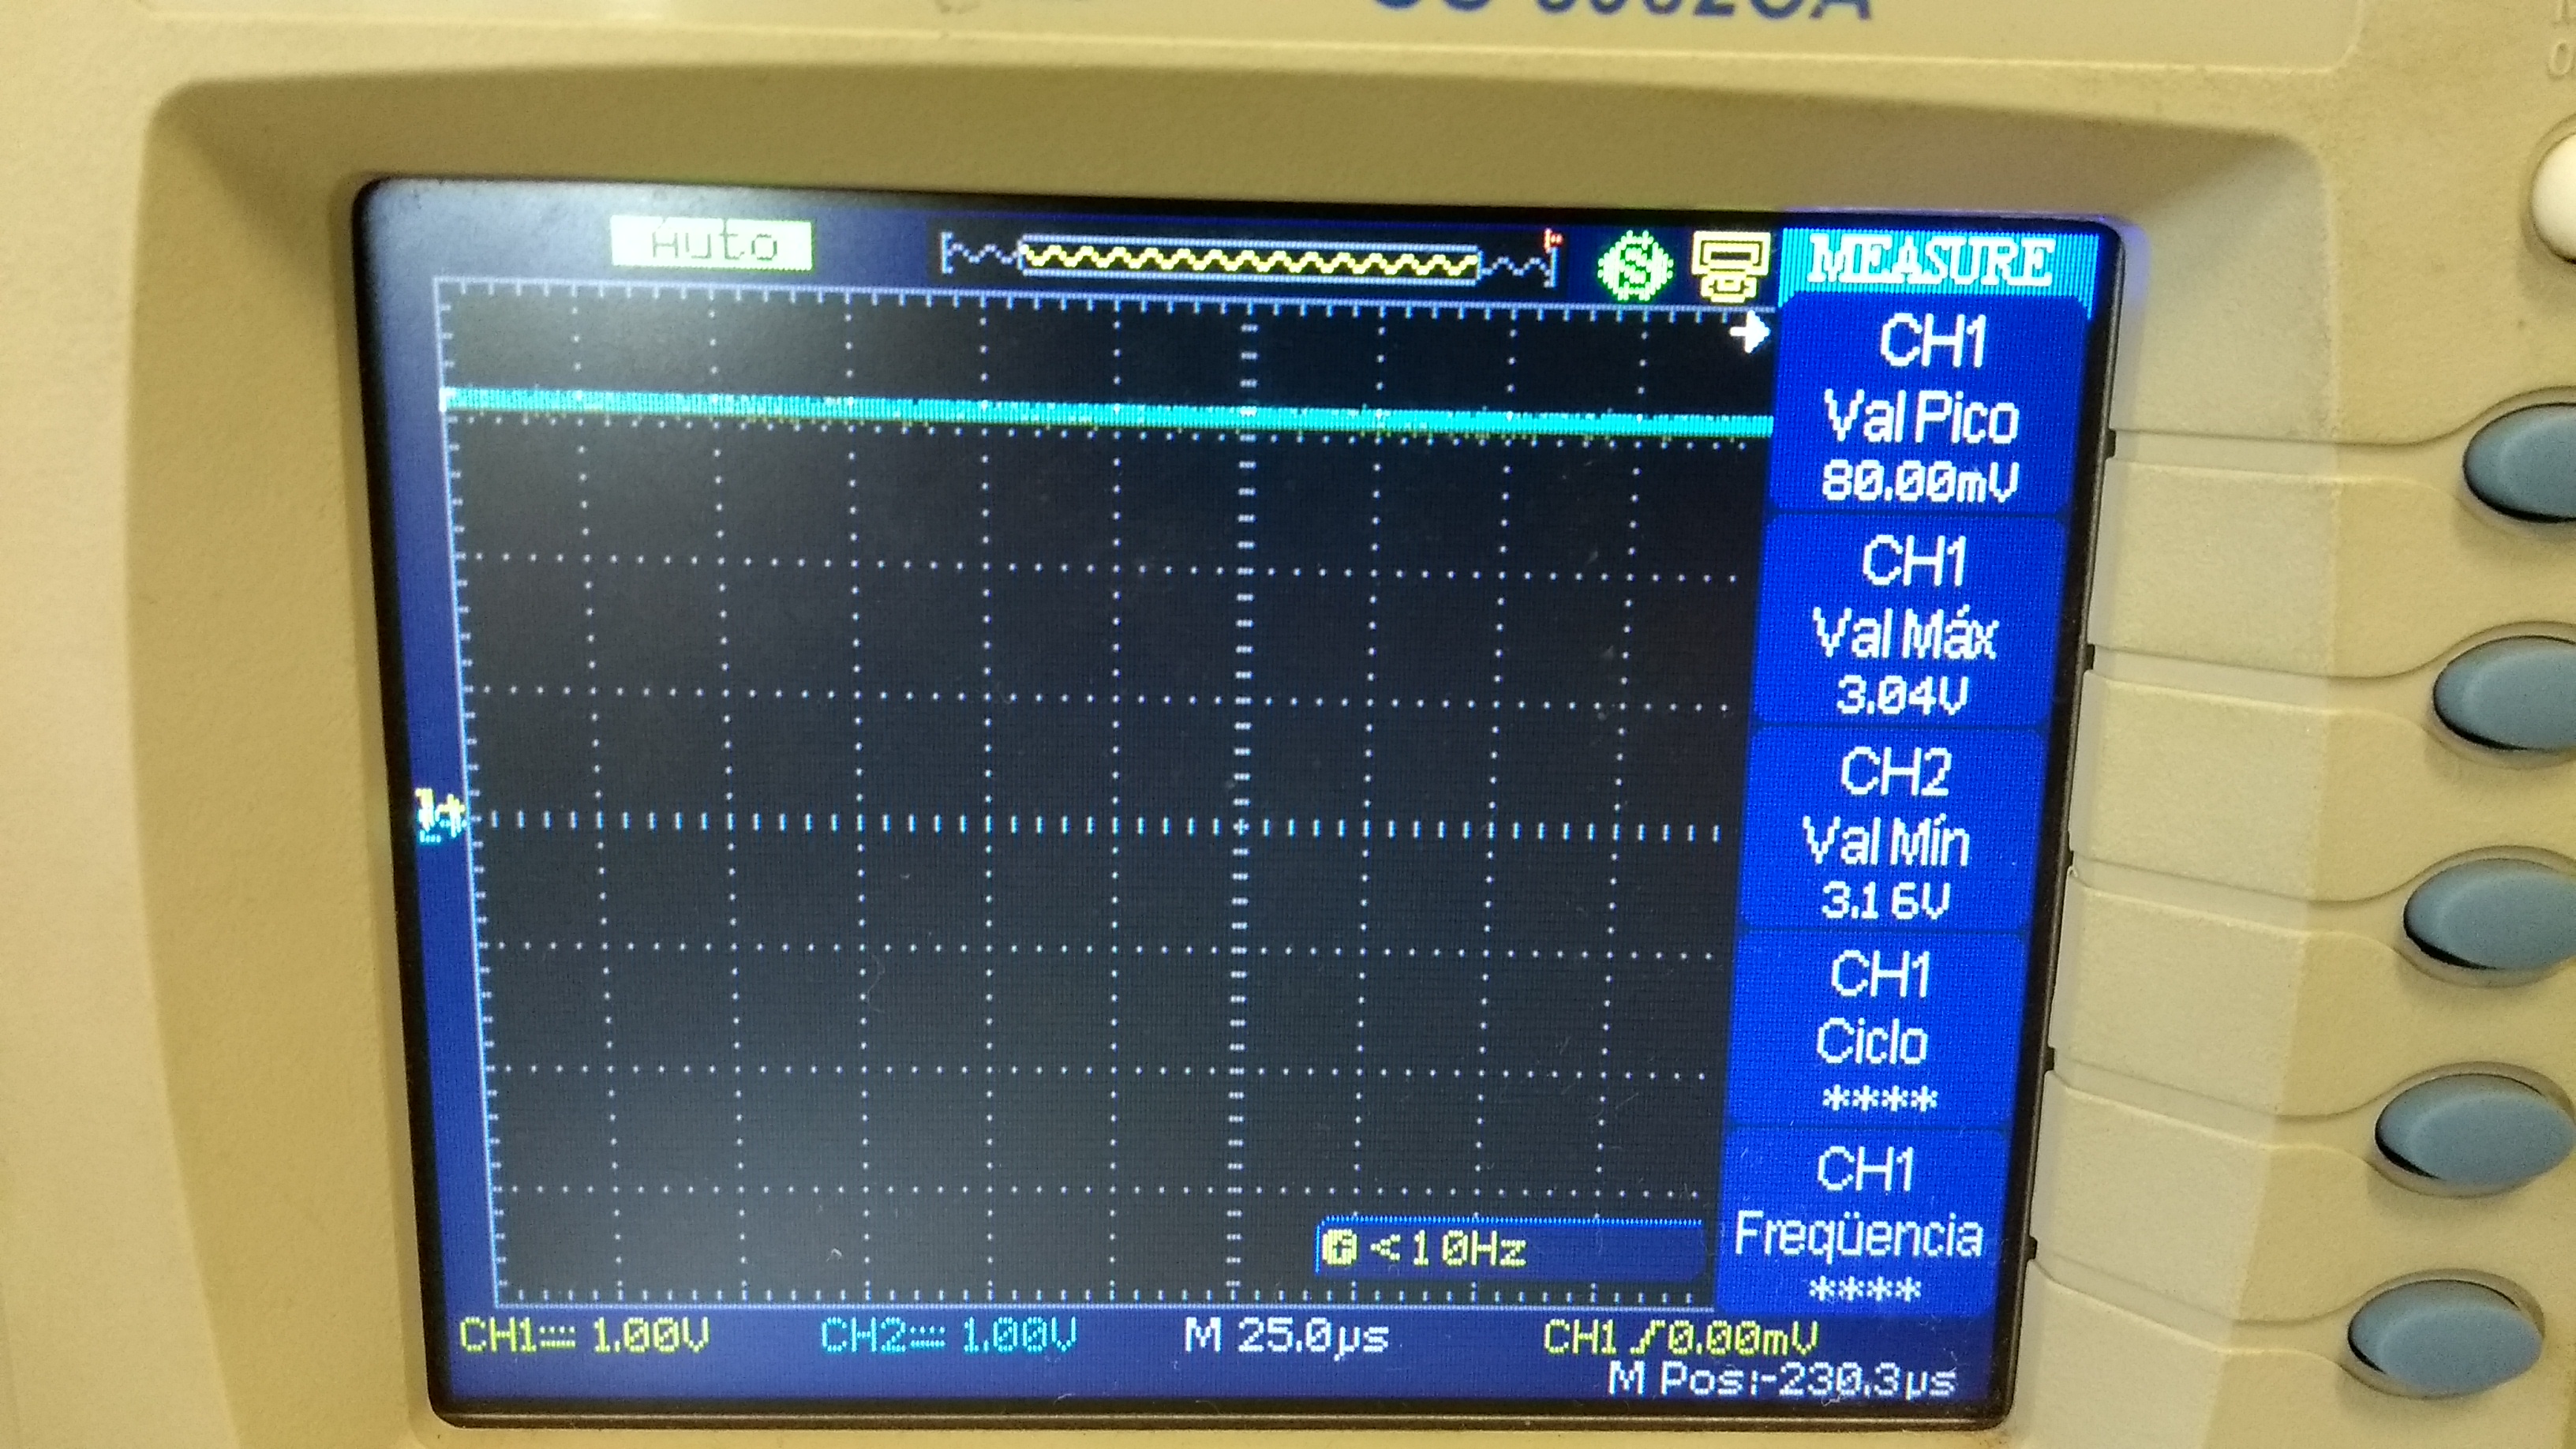 Auto
MEASURE
CH1
Val Pico
80.00mV
CH1
Val Máx
3.04V
CH2
Val Mín
3.16V
CH1
Ciclo
****
CH1
Freqüencia
****
<10Hz
CH1 1.00V CH2 1.00V M 25.0µs CH1 0.00mV
M Pos:-230.3µs